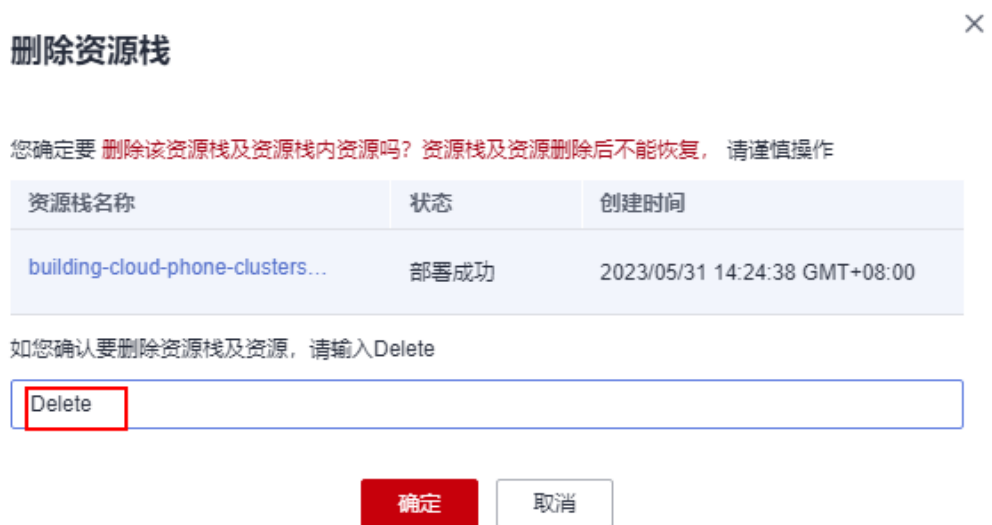 删除资源栈
您确定要 删除该资源栈及资源栈内资源吗？资源栈及资源删除后不能恢复， 请谨慎操作
资源栈名称 状态 创建时间
building-cloud-phone-clusters... 部署成功 2023/05/31 14:24:38 GMT+08:00
如您确认要删除资源栈及资源，请输入Delete
Delete
确定 取消